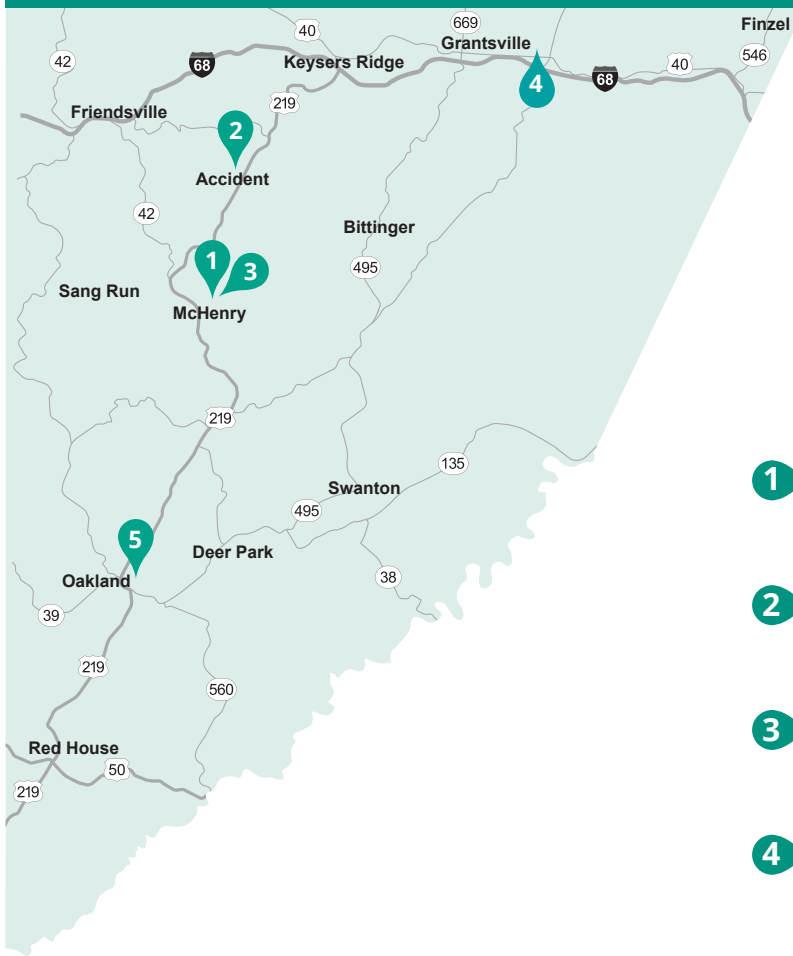 669
Finzel
40
Grantsville
42
68
Keysers Ridge
546
40
68
4
219
Friendsville
2
Accident
42
Bittinger
1
3
495
Sang Run
McHenry
219
135
1
Swanton
495
5
Deer Park
Oakland
38
2
39
219
560
3
Red House
50
219
4